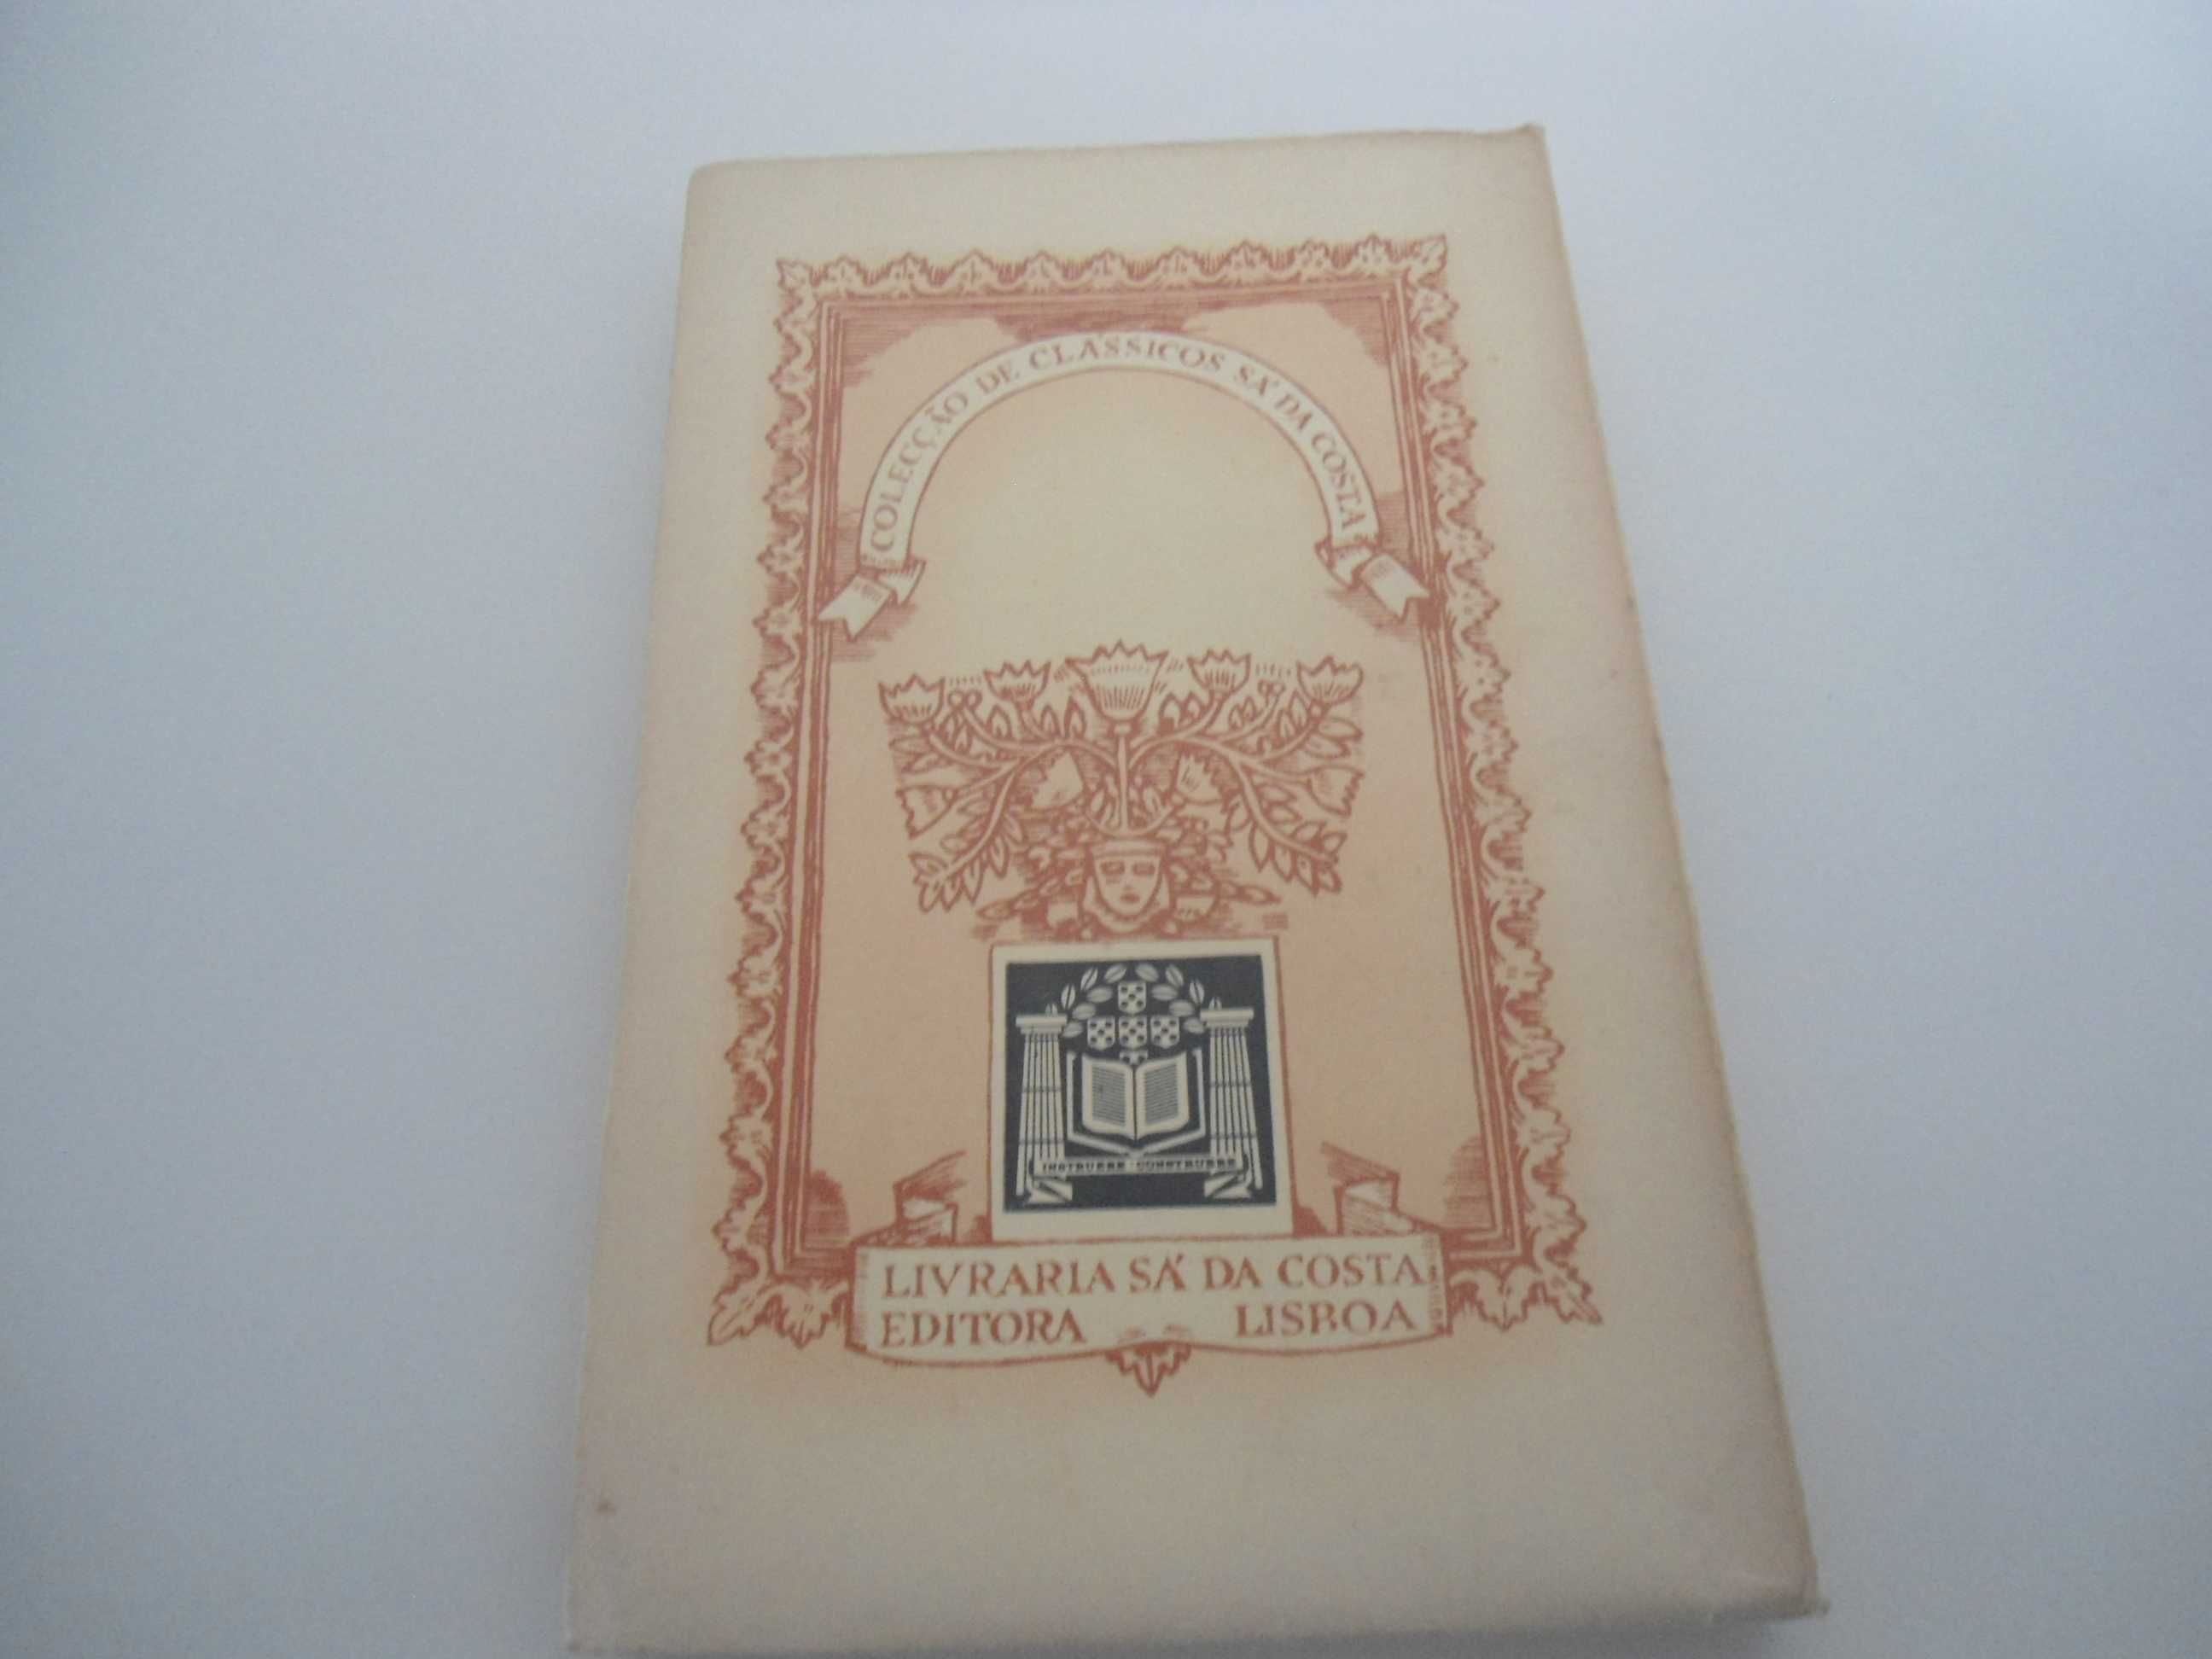 COLECÇÃO DE CLÁSSICOS SÁ DA COSTA
INSTRUERE CONSTRUERE
LIVRARIA SÁ DA COSTA
EDITORA LISBOA